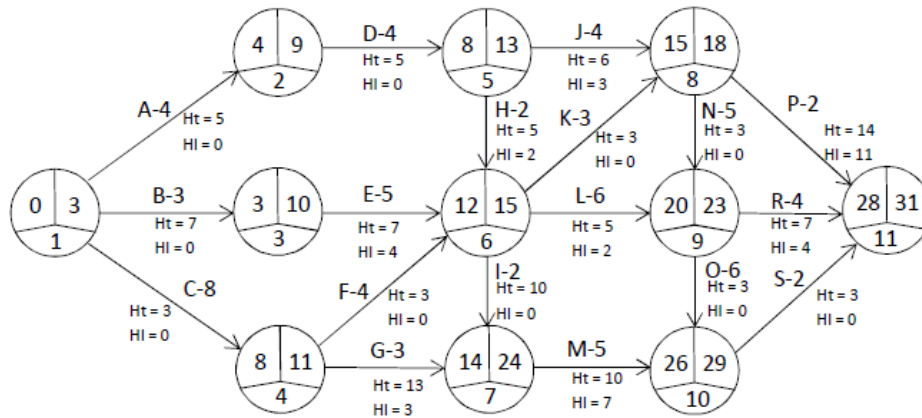 4 9
2
D-4
Ht = 5
HI = 0
8 13
5
J-4
Ht = 6
HI = 3
15 18
8
A-4
Ht = 5
HI = 0
H-2
Ht = 5
HI = 2
K-3
Ht = 3
HI = 0
N-5
Ht = 3
HI = 0
P-2
Ht = 14
HI = 11
0 3
1
B-3
Ht = 7
HI = 0
3 10
3
E-5
Ht = 7
HI = 4
12 15
6
L-6
Ht = 5
HI = 2
20 23
9
R-4
Ht = 7
HI = 4
28 31
11
C-8
Ht = 3
HI = 0
F-4
Ht = 3
HI = 0
I-2
Ht = 10
HI = 0
O-6
Ht = 3
HI = 0
S-2
Ht = 3
HI = 0
8 11
4
G-3
Ht = 13
HI = 3
14 24
7
M-5
Ht = 10
HI = 7
26 29
10